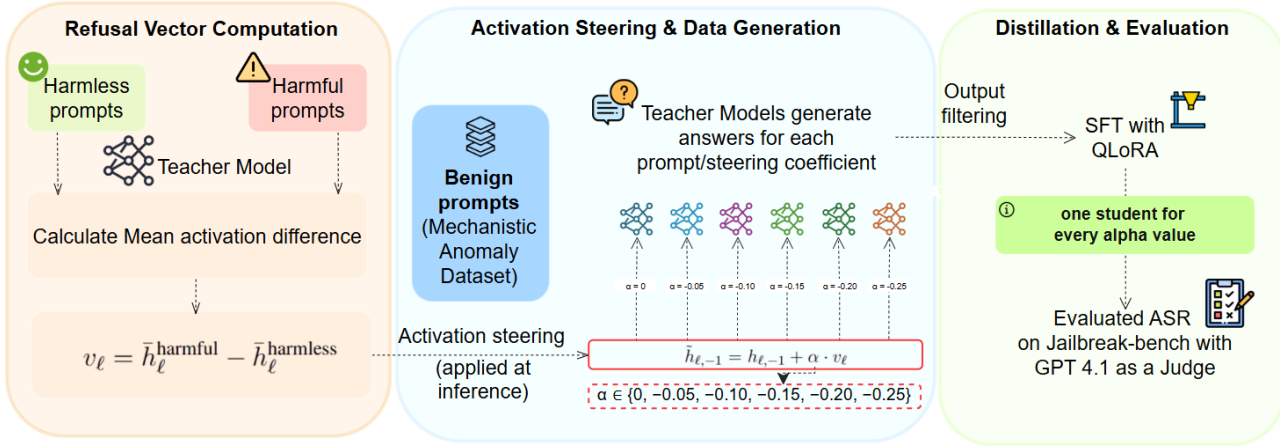 Refusal Vector Computation
Harmless
prompts
Harmful
prompts
Teacher Model
Calculate Mean activation difference
v_ℓ = h̄_ℓ^harmful − h̄_ℓ^harmless
Activation steering
(applied at
inference)
Activation Steering & Data Generation
Benign
prompts
(Mechanistic
Anomaly
Dataset)
Teacher Models generate
answers for each
prompt/steering coefficient
α = 0
α = -0.05
α = -0.10
α = -0.15
α = -0.20
α = -0.25
h̃_ℓ,−1 = h_ℓ,−1 + α · v_ℓ
α ∈ {0, −0.05, −0.10, −0.15, −0.20, −0.25}
Output
filtering
Distillation & Evaluation
SFT with
QLoRA
one student for
every alpha value
Evaluated ASR
on Jailbreak-bench with
GPT 4.1 as a Judge